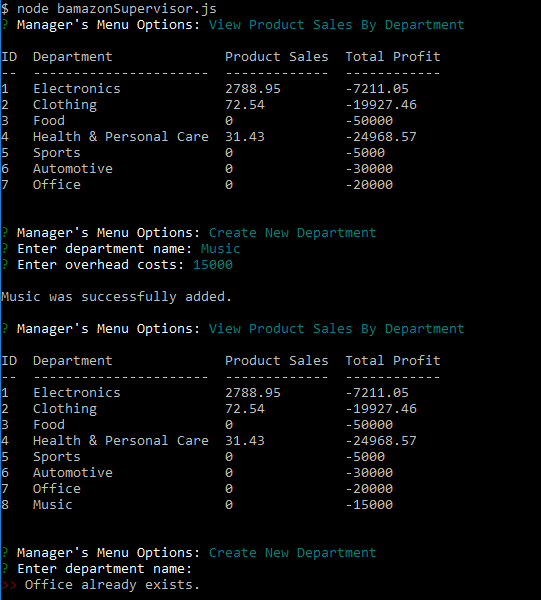 $ node bamazonSupervisor.js
? Manager's Menu Options: View Product Sales By Department
ID  Department              Product Sales  Total Profit
--  ----------------------  -------------  ------------
1   Electronics             2788.95        -7211.05
2   Clothing                72.54          -19927.46
3   Food                    0              -50000
4   Health & Personal Care  31.43          -24968.57
5   Sports                  0              -5000
6   Automotive              0              -30000
7   Office                  0              -20000
? Manager's Menu Options: Create New Department
? Enter department name: Music
? Enter overhead costs: 15000
Music was successfully added.
? Manager's Menu Options: View Product Sales By Department
ID  Department              Product Sales  Total Profit
--  ----------------------  -------------  ------------
1   Electronics             2788.95        -7211.05
2   Clothing                72.54          -19927.46
3   Food                    0              -50000
4   Health & Personal Care  31.43          -24968.57
5   Sports                  0              -5000
6   Automotive              0              -30000
7   Office                  0              -20000
8   Music                   0              -15000
? Manager's Menu Options: Create New Department
? Enter department name:
>> Office already exists.